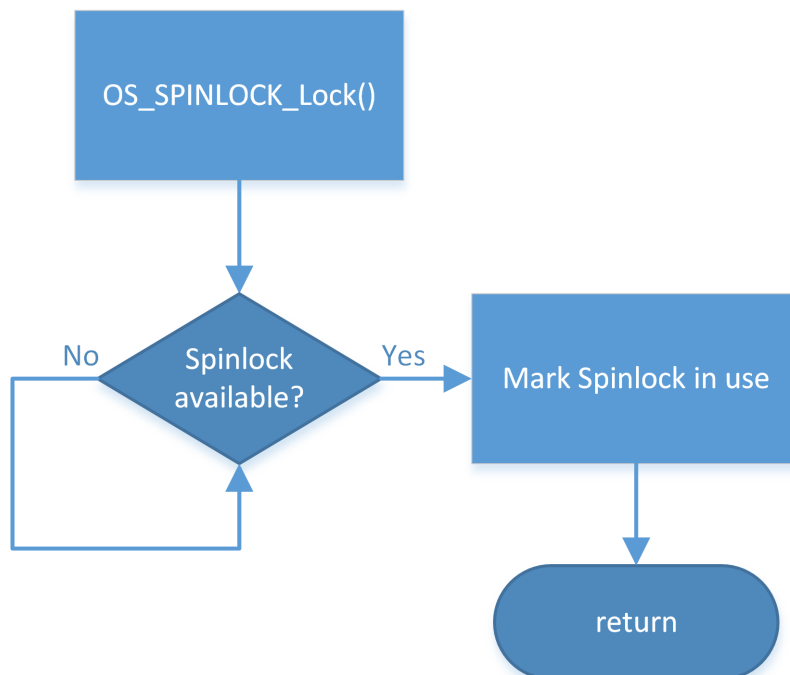 OS_SPINLOCK_Lock()
No
Spinlock
available?
Yes
Mark Spinlock in use
return